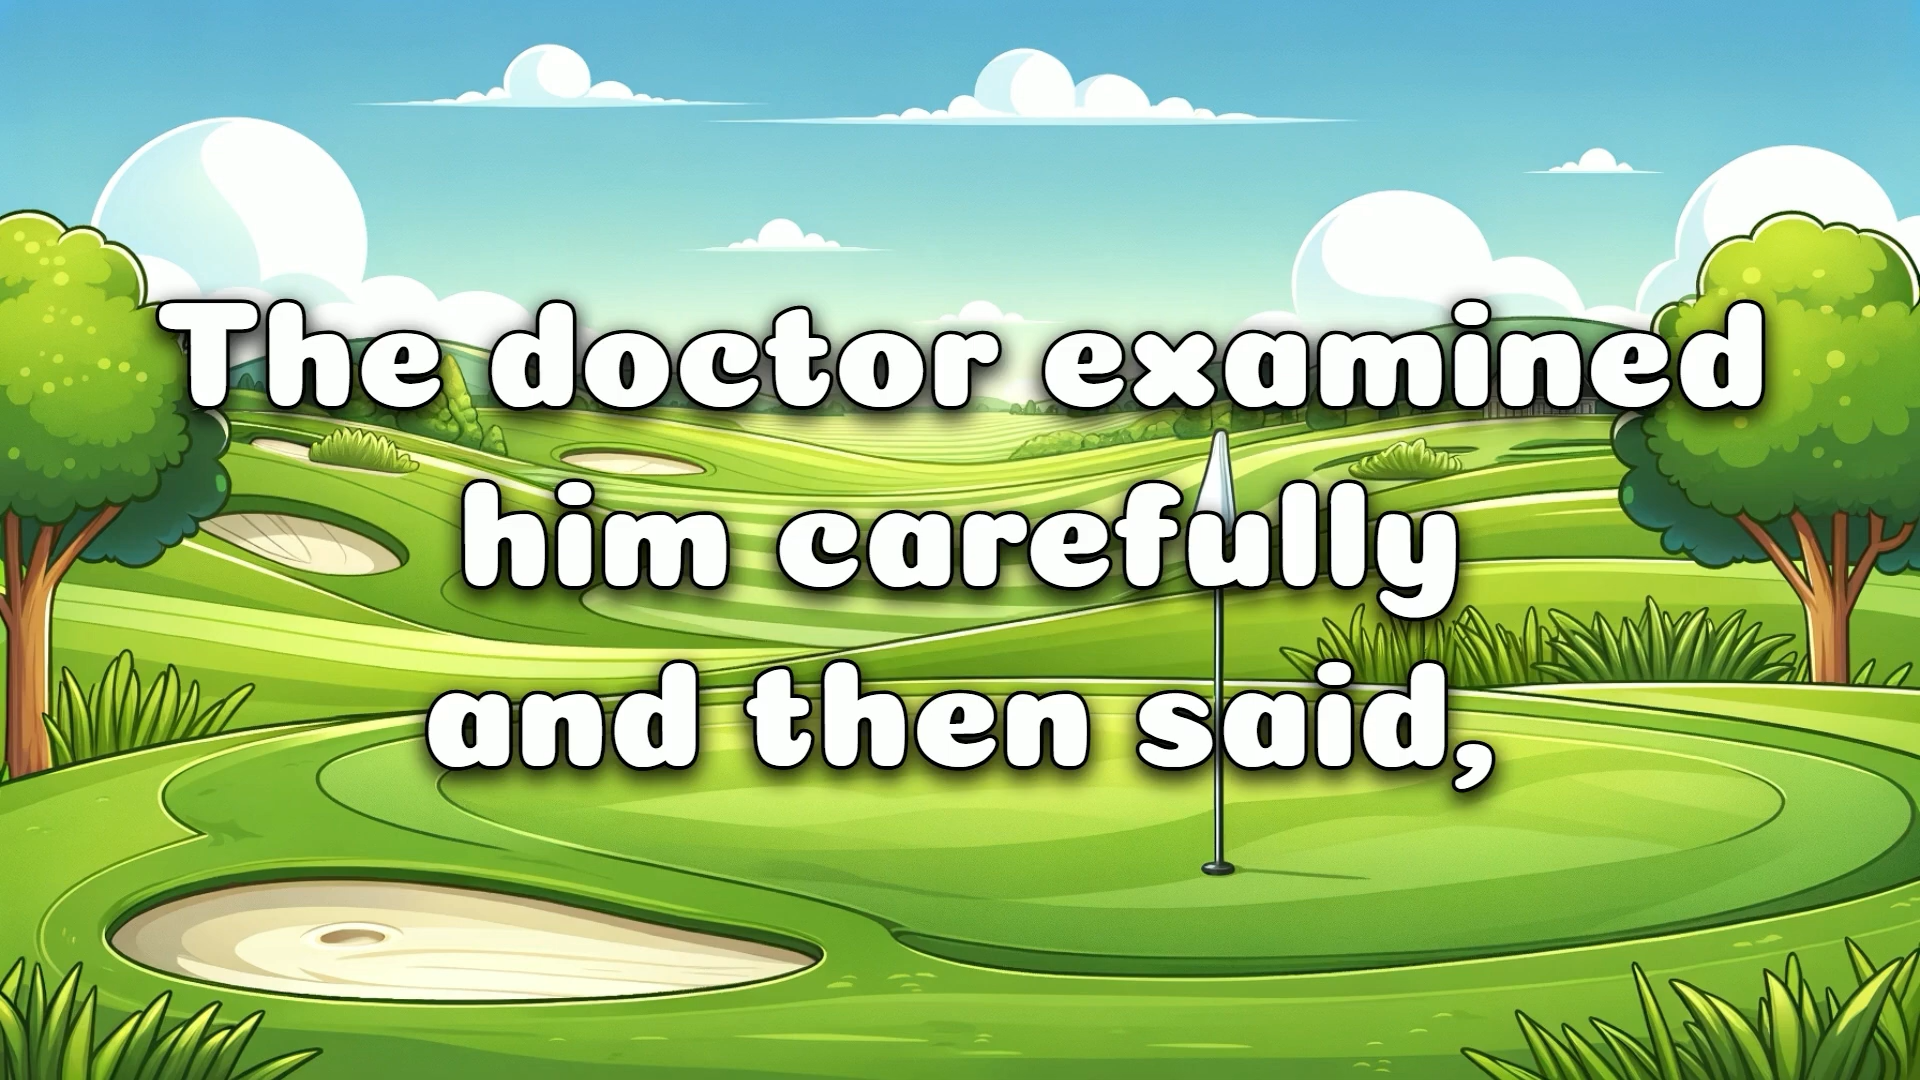 The doctor examined
him carefully
and then said,